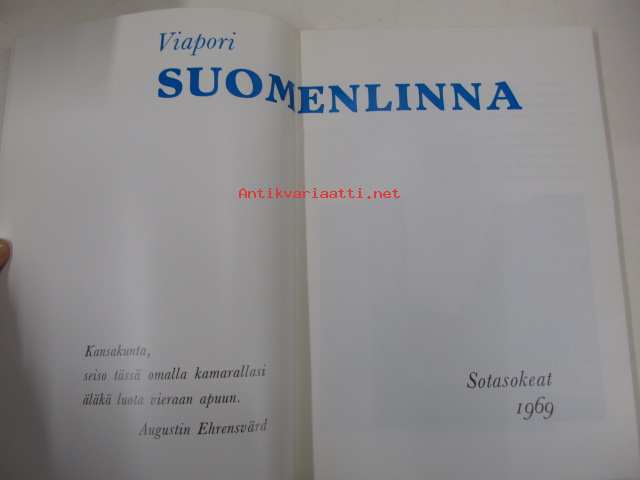 Viapori
SUOMENLINNA
Antikvariaatti.net
Kansakunta,
seiso tässä omalla kamarallasi
äläkä luota vieraan apuun.
Augustin Ehrensvärd
Sotasokeat
1969